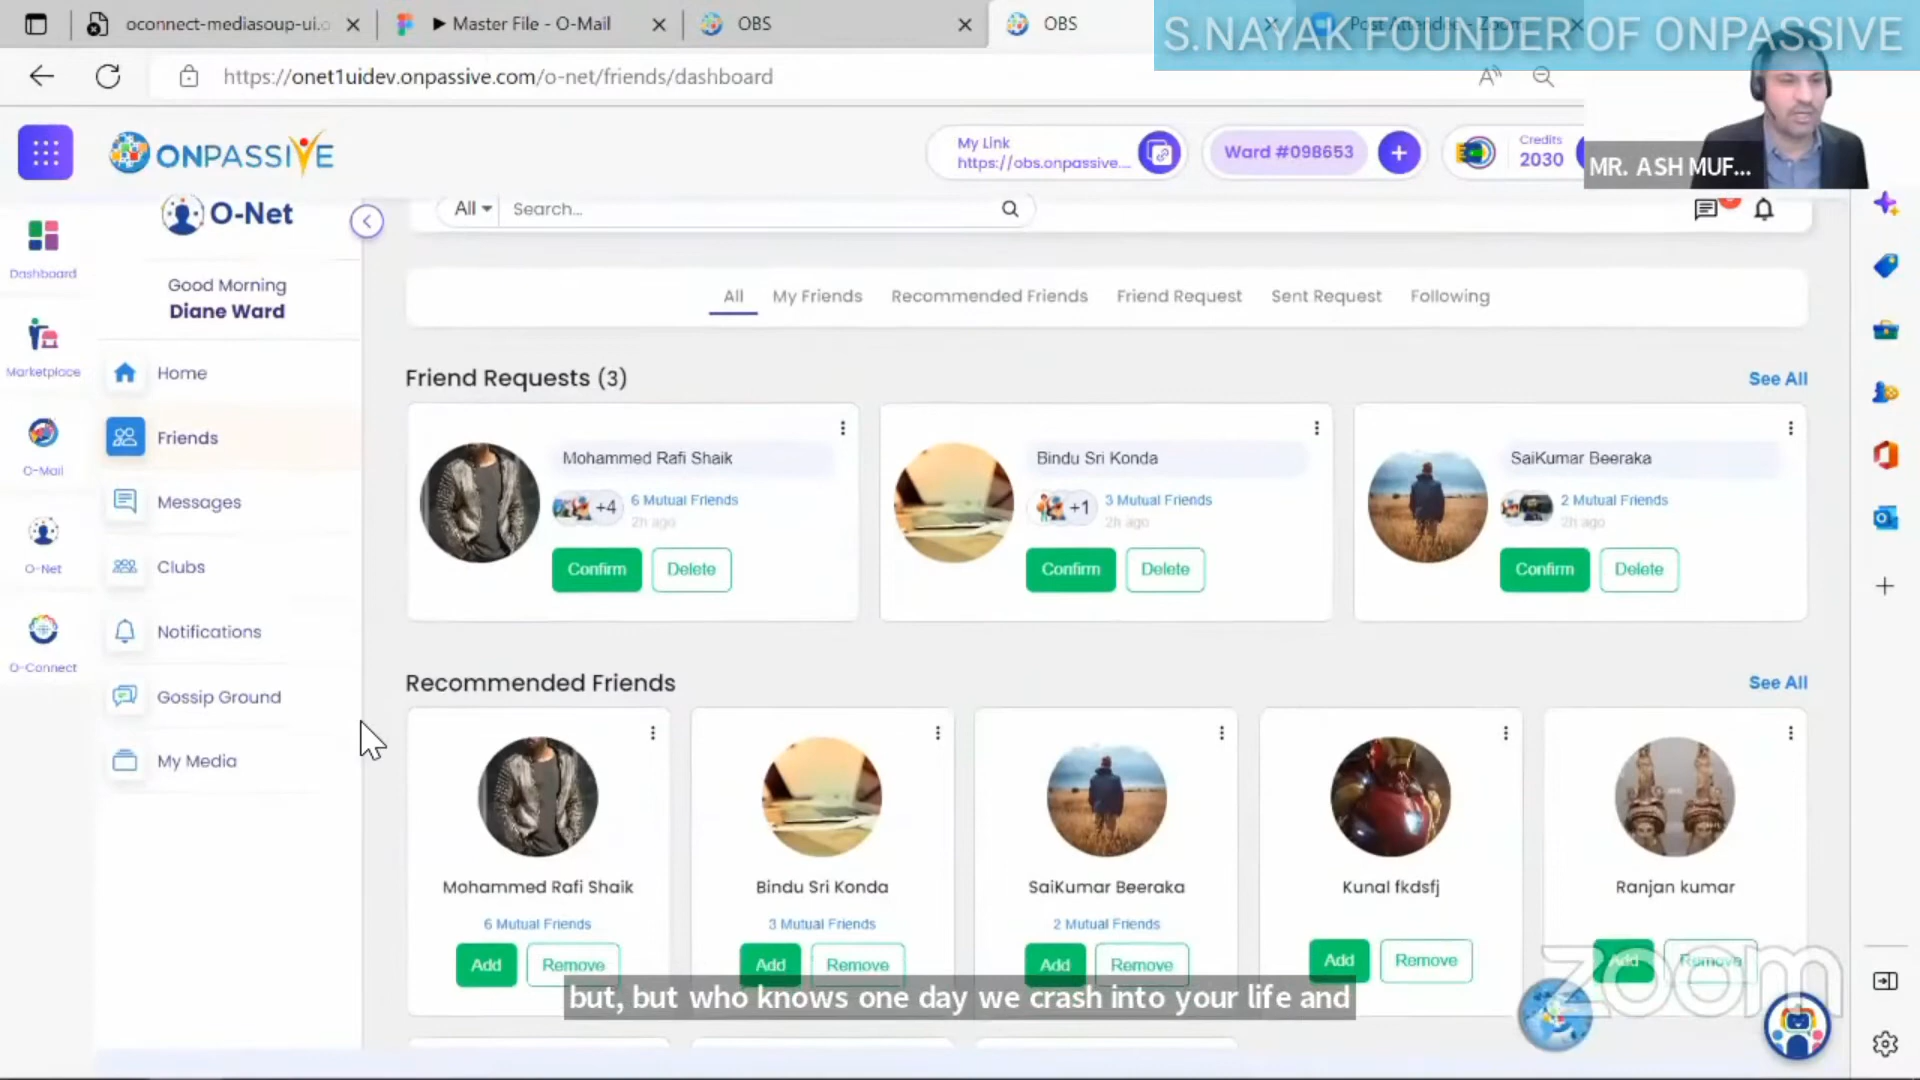 oconnect-mediasoup-ui.o
▶ Master File - O-Mail
OBS
OBS
Post Attendee - Zoom
S.NAYAK FOUNDER OF ONPASSIVE
https://onet1uidev.onpassive.com/o-net/friends/dashboard
MR. ASH MUF...
ONPASSIVE
My Link
https://obs.onpassive....
Ward #098653
Credits
2030
O-Net
All
Search...
Dashboard
Marketplace
O-Mail
O-Net
O-Connect
Good Morning
Diane Ward
Home
Friends
Messages
Clubs
Notifications
Gossip Ground
My Media
All My Friends Recommended Friends Friend Request Sent Request Following
Friend Requests (3)
See All
Mohammed Rafi Shaik
+4 6 Mutual Friends
2h ago
Confirm Delete
Bindu Sri Konda
+1 3 Mutual Friends
2h ago
Confirm Delete
SaiKumar Beeraka
2 Mutual Friends
2h ago
Confirm Delete
Recommended Friends
See All
Mohammed Rafi Shaik
6 Mutual Friends
Add Remove
Bindu Sri Konda
3 Mutual Friends
Add Remove
SaiKumar Beeraka
2 Mutual Friends
Add Remove
Kunal fkdsfj
Add Remove
Ranjan kumar
Add Remove
zoom
but, but who knows one day we crash into your life and